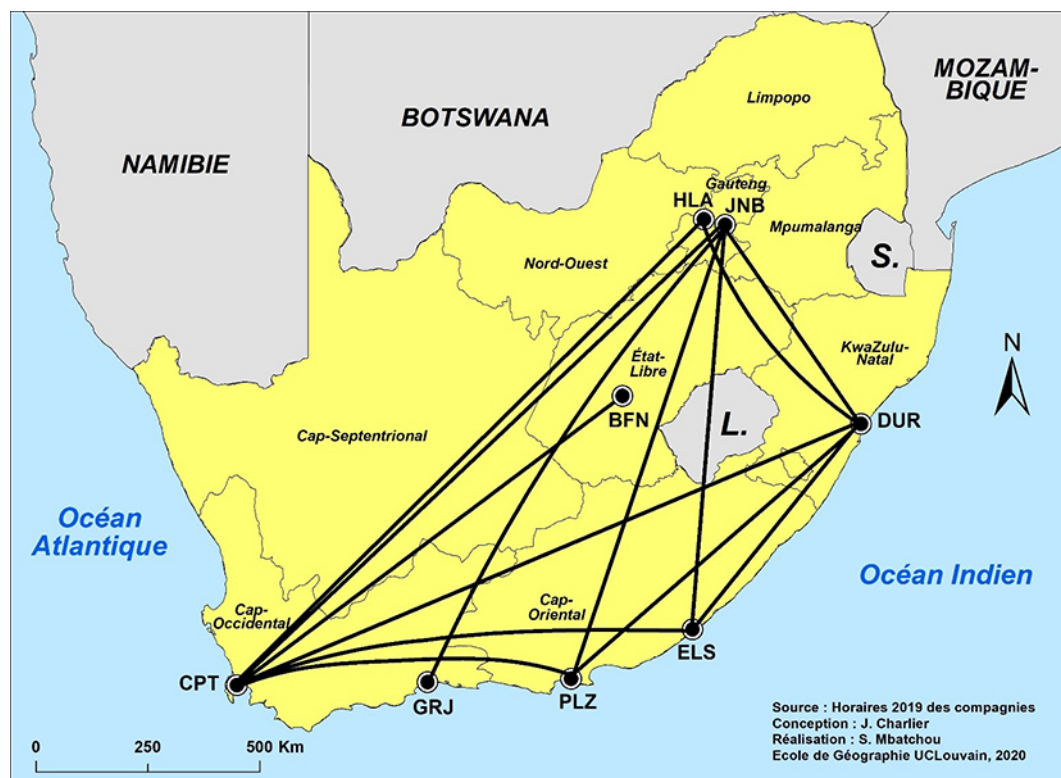 MOZAM-
BIQUE
Limpopo
BOTSWANA
NAMIBIE
Gauteng
HLA
JNB
Mpumalanga
S.
Nord-Ouest
N
KwaZulu-
Natal
État-
Libre
BFN
L.
DUR
Cap-Septentrional
Océan
Atlantique
Océan Indien
Cap-
Occidental
Cap-
Oriental
ELS
CPT
GRJ
PLZ
Source : Horaires 2019 des compagnies
Conception : J. Charlier
Réalisation : S. Mbatchou
Ecole de Géographie UCLouvain, 2020
0 250 500 Km